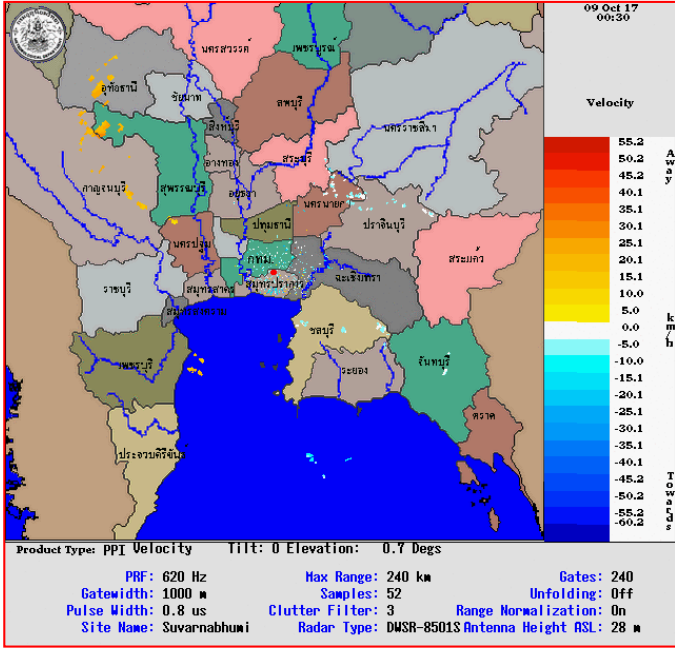 09 Oct 17
00:30
Velocity
นครสวรรค์
เพชรบูรณ์
อุทัยธานี
ชัยนาท
ลพบุรี
นครราชสีมา
สิงห์บุรี
อ่างทอง
สระบุรี
กาญจนบุรี
สุพรรณบุรี
อยุธยา
นครนายก
ปราจีนบุรี
ปทุมธานี
นครปฐม
กทม.
สระแก้ว
ราชบุรี
สมุทรสาคร
สมุทรปราการ
ฉะเชิงเทรา
สมุทรสงคราม
ชลบุรี
เพชรบุรี
ระยอง
จันทบุรี
ตราด
ประจวบคีรีขันธ์
55.2
50.2
45.2
40.1
35.1
30.1
25.1
20.1
15.1
10.0
5.0
0.0
-5.0
-10.0
-15.1
-20.1
-25.1
-30.1
-35.1
-40.1
-45.2
-50.2
-55.2
-60.2
Away
km/h
Towards
Product Type: PPI Velocity Tilt: 0 Elevation: 0.7 Degs
PRF: 620 Hz Max Range: 240 km Gates: 240
Gatewidth: 1000 m Samples: 52 Unfolding: Off
Pulse Width: 0.8 us Clutter Filter: 3 Range Normalization: On
Site Name: Suvarnabhumi Radar Type: DWSR-8501S Antenna Height ASL: 28 m